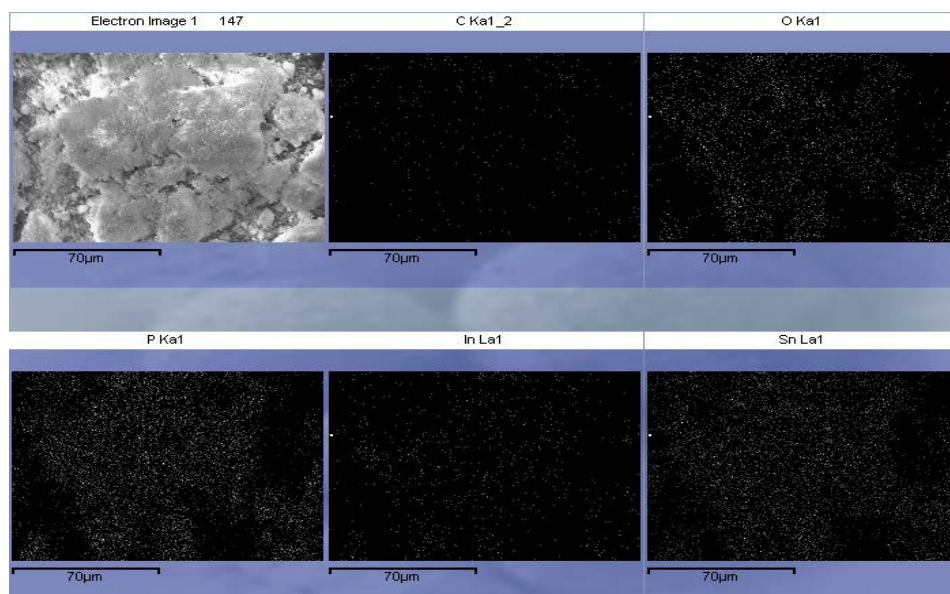 Electron Image 1 147
C Ka1_2
O Ka1
70µm
70µm
70µm
P Ka1
In La1
Sn La1
70µm
70µm
70µm